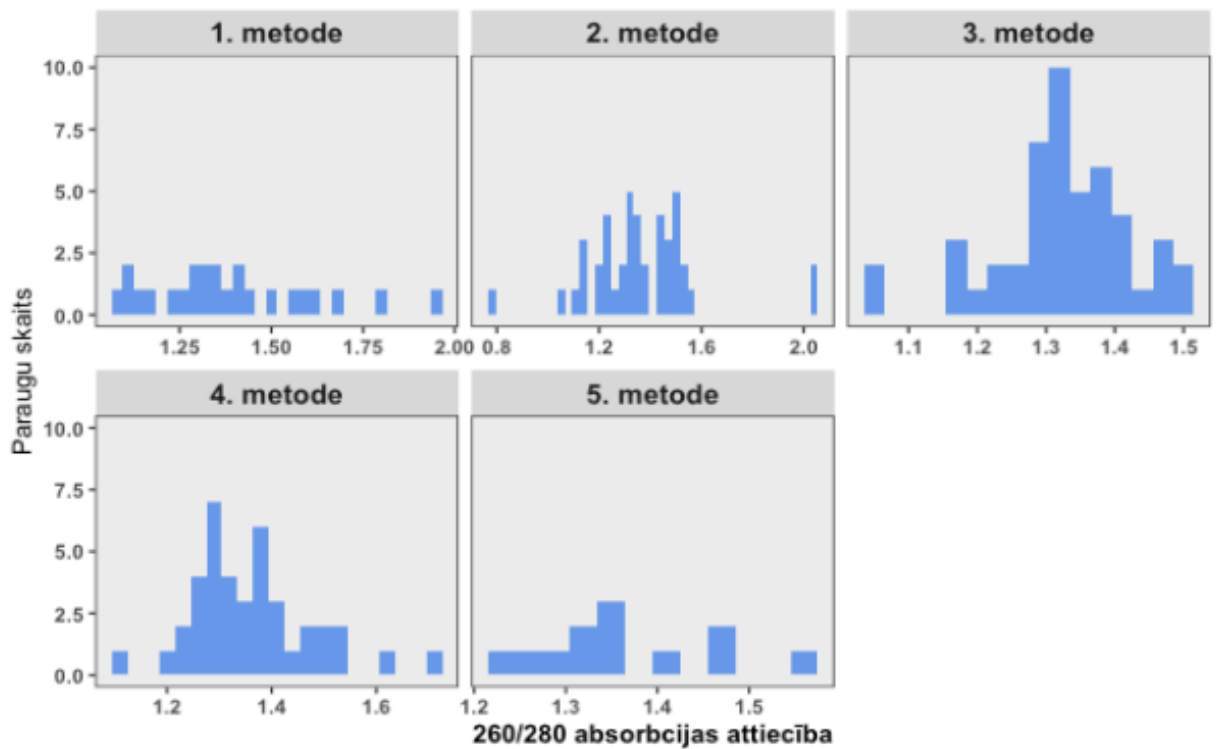 1. metode 2. metode 3. metode
10.0
7.5
5.0
2.5
0.0
1.25 1.50 1.75 2.00 0.8 1.2 1.6 2.0 1.1 1.2 1.3 1.4 1.5
Paraugu skaits
4. metode 5. metode
10.0
7.5
5.0
2.5
0.0
1.2 1.4 1.6 1.2 1.3 1.4 1.5
260/280 absorbcijas attiecība